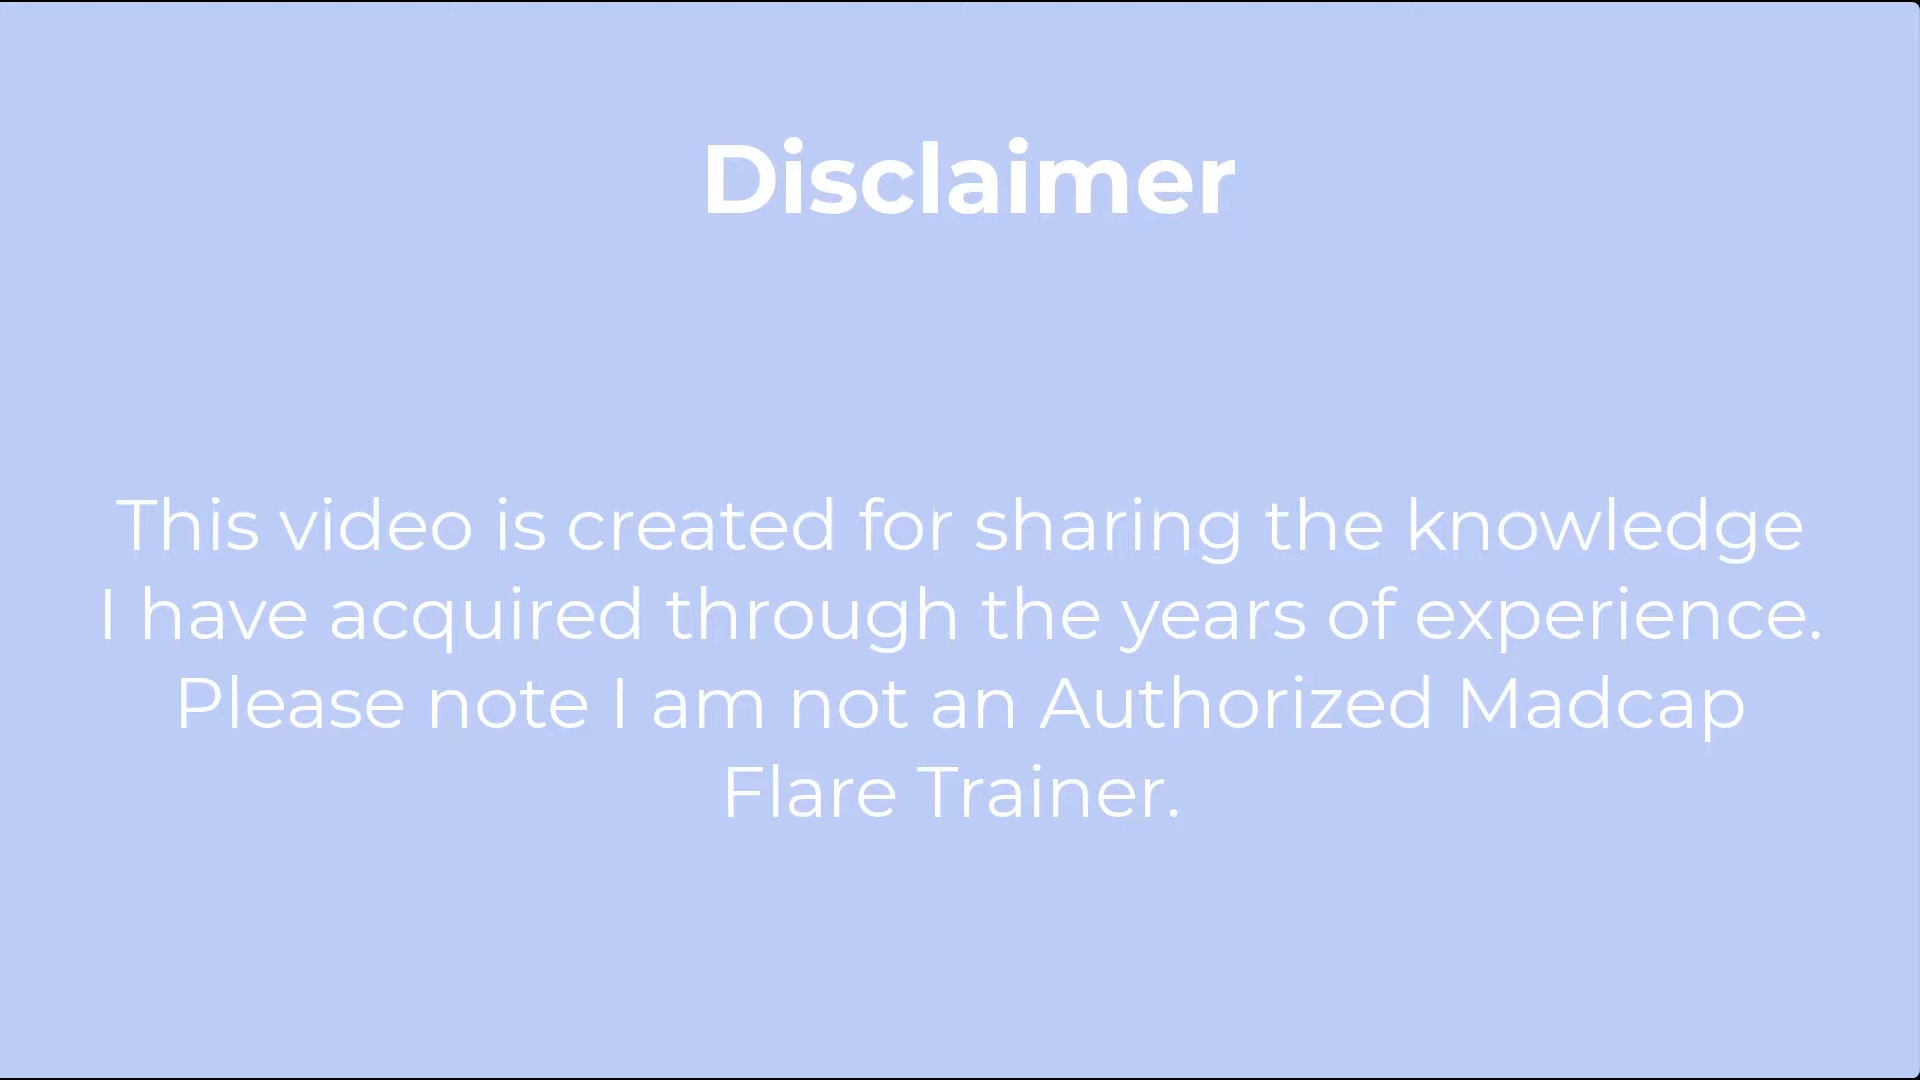 Disclaimer
This video is created for sharing the knowledge
I have acquired through the years of experience.
Please note I am not an Authorized Madcap
Flare Trainer.